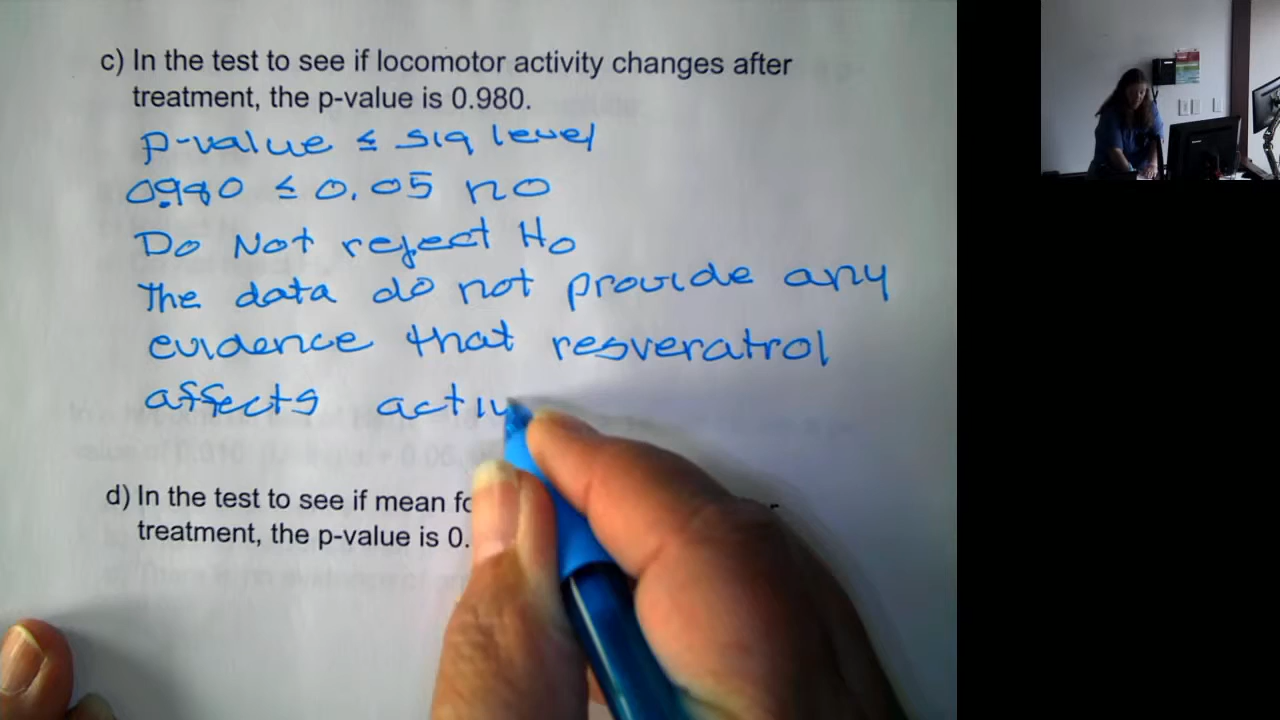 c) In the test to see if locomotor activity changes after
treatment, the p-value is 0.980.
p-value ≤ sig level
0.980 ≤ 0.05 no
Do Not reject H₀
The data do not provide any
evidence that resveratrol
affects activ
d) In the test to see if mean fo
treatment, the p-value is 0.